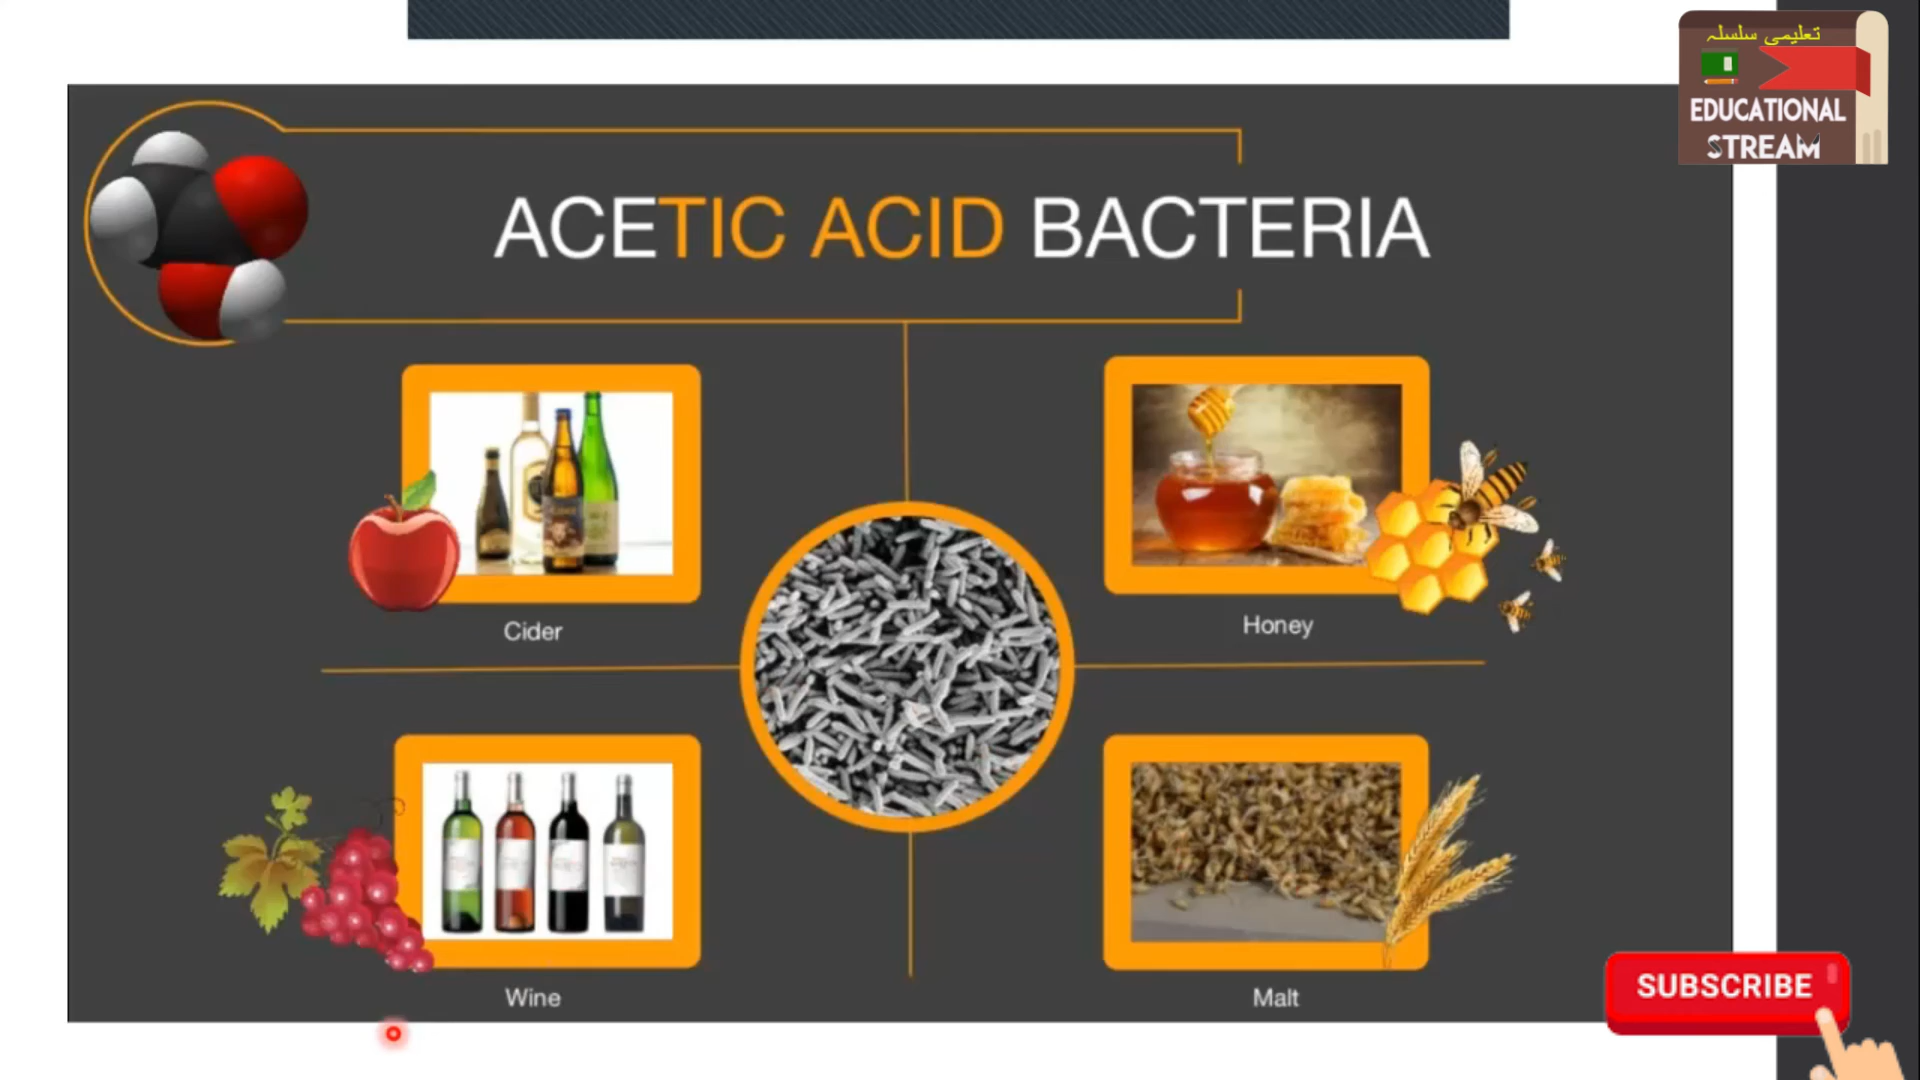 تعلیمی سلسلہ
EDUCATIONAL
STREAM
ACETIC ACID BACTERIA
Cider
Honey
Wine
Malt
SUBSCRIBE